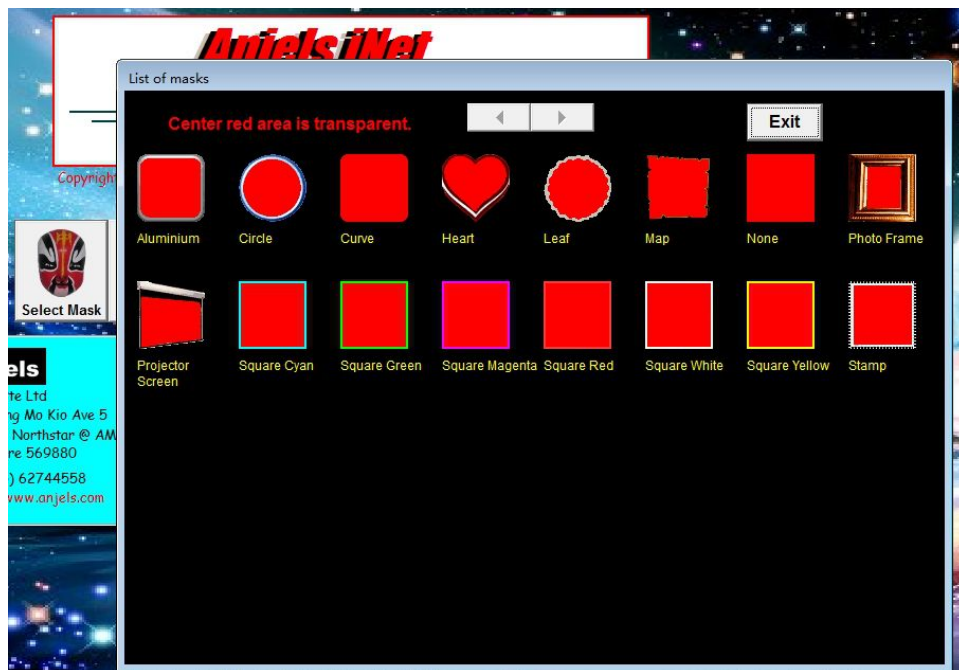 Anjels iNet
List of masks
Center red area is transparent.
Exit
Copyright
Aluminium
Circle
Curve
Heart
Leaf
Map
None
Photo Frame
Select Mask
Projector
Screen
Square Cyan
Square Green
Square Magenta
Square Red
Square White
Square Yellow
Stamp
els
te Ltd
ng Mo Kio Ave 5
Northstar @ AM
re 569880
) 62744558
www.anjels.com